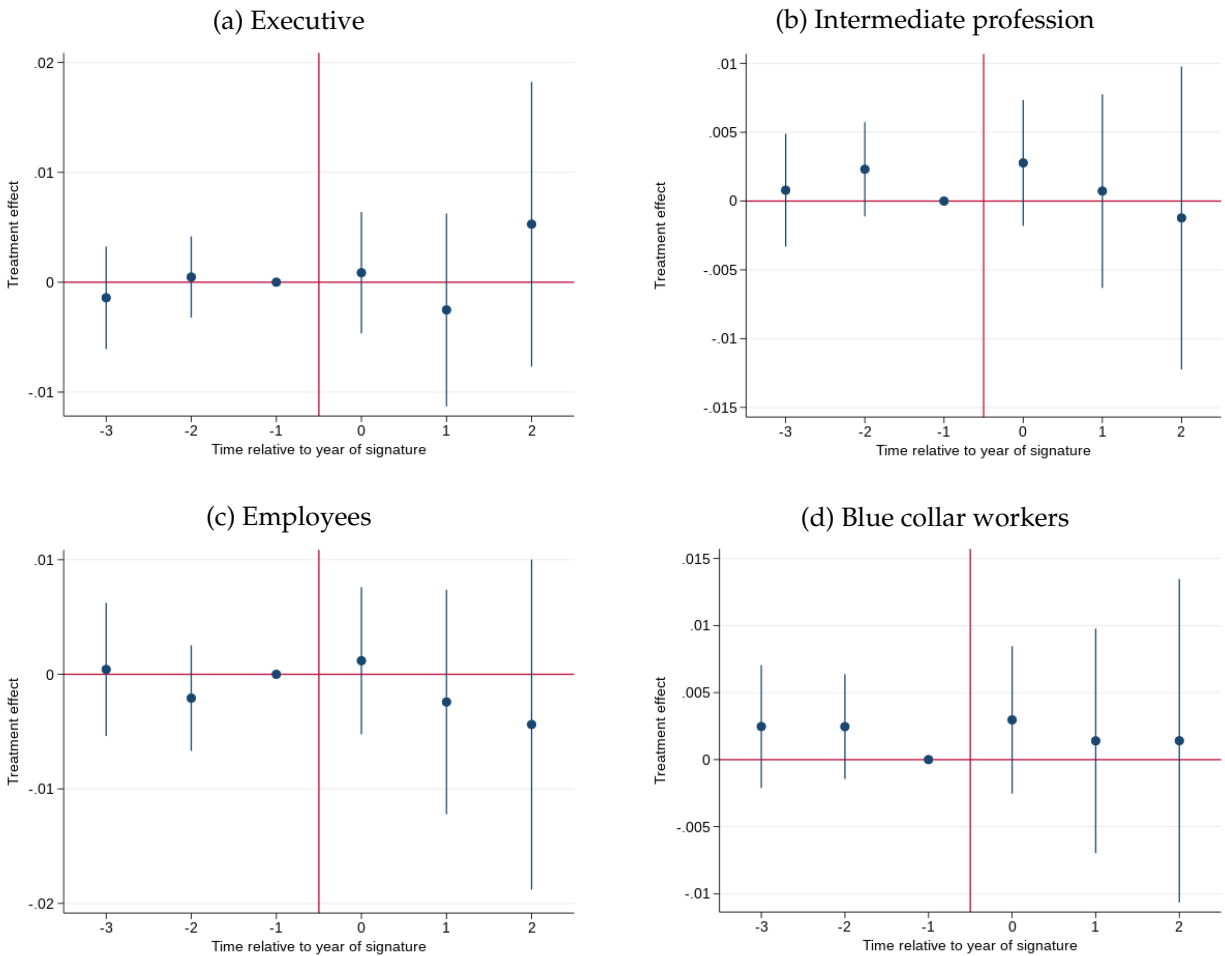 (a) Executive
.02
.01
0
-.01
Treatment effect
-3 -2 -1 0 1 2
Time relative to year of signature
(b) Intermediate profession
.01
.005
0
-.005
-.01
-.015
Treatment effect
-3 -2 -1 0 1 2
Time relative to year of signature
(c) Employees
.01
0
-.01
-.02
Treatment effect
-3 -2 -1 0 1 2
Time relative to year of signature
(d) Blue collar workers
.015
.01
.005
0
-.005
-.01
Treatment effect
-3 -2 -1 0 1 2
Time relative to year of signature